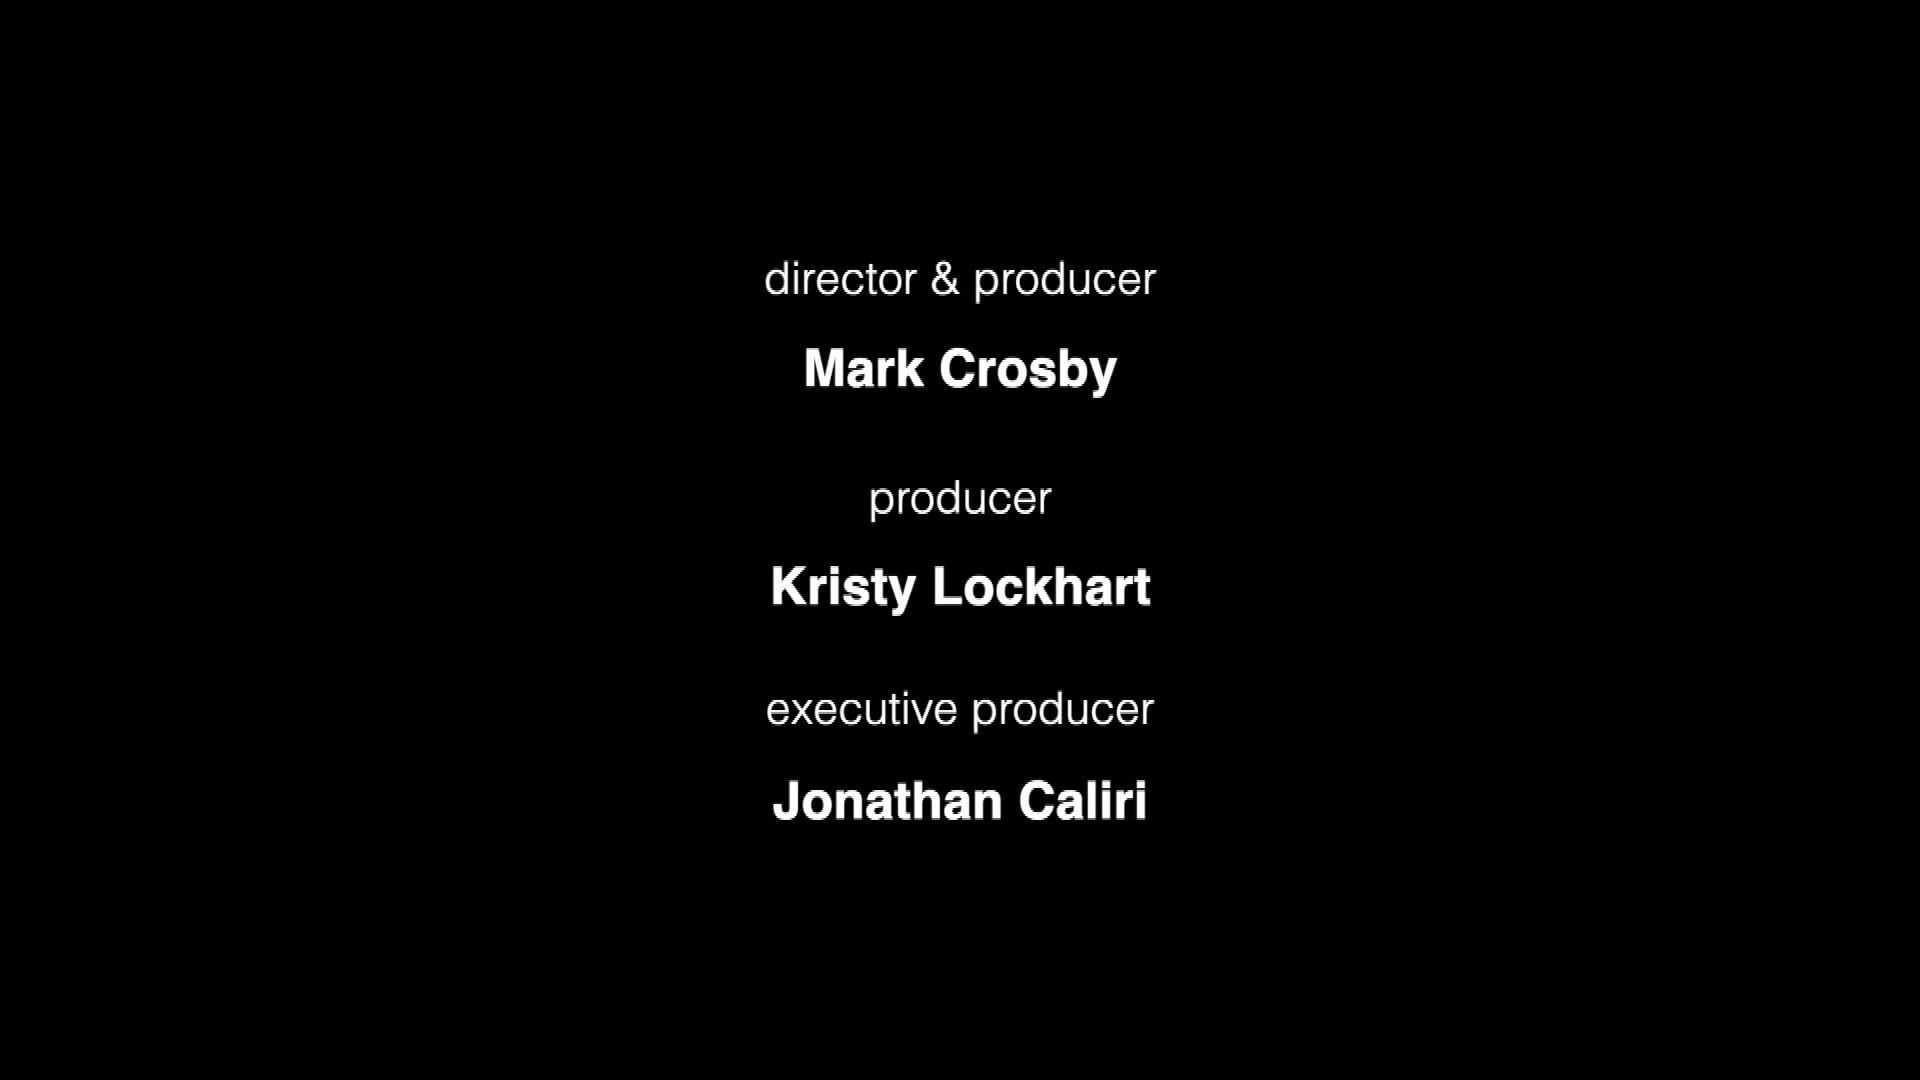 director & producer
Mark Crosby
producer
Kristy Lockhart
executive producer
Jonathan Caliri